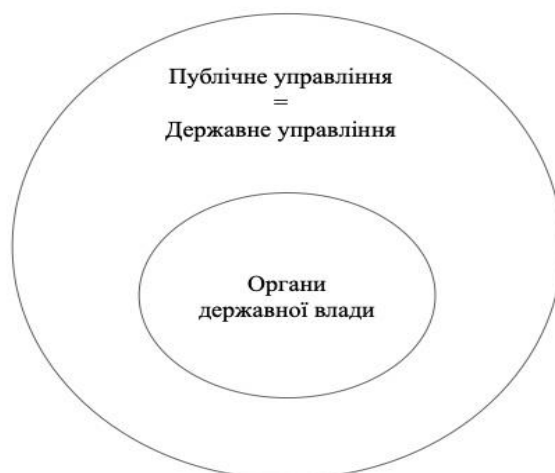 Публічне управління
=
Державне управління
Органи
державної влади